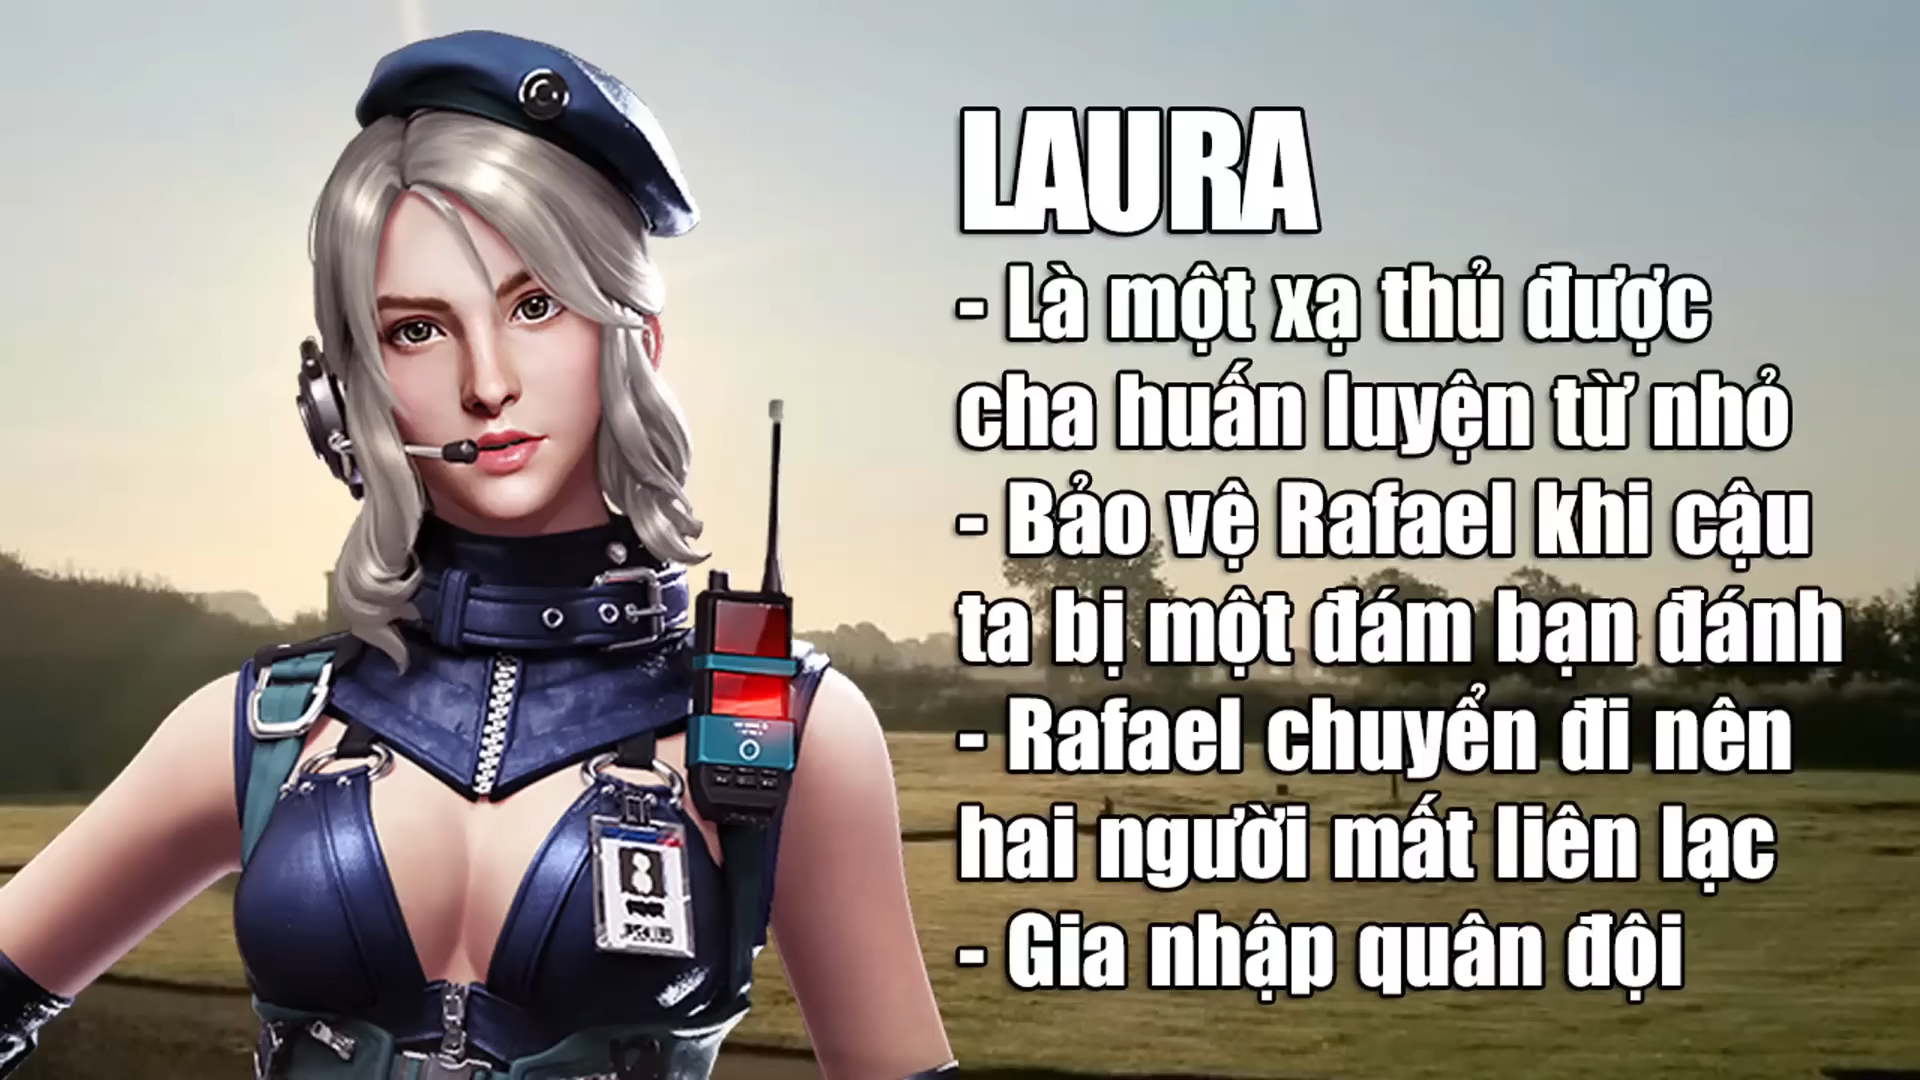 LAURA
- Là một xạ thủ được
cha huấn luyện từ nhỏ
- Bảo vệ Rafael khi cậu
ta bị một đám bạn đánh
- Rafael chuyển đi nên
hai người mất liên lạc
- Gia nhập quân đội